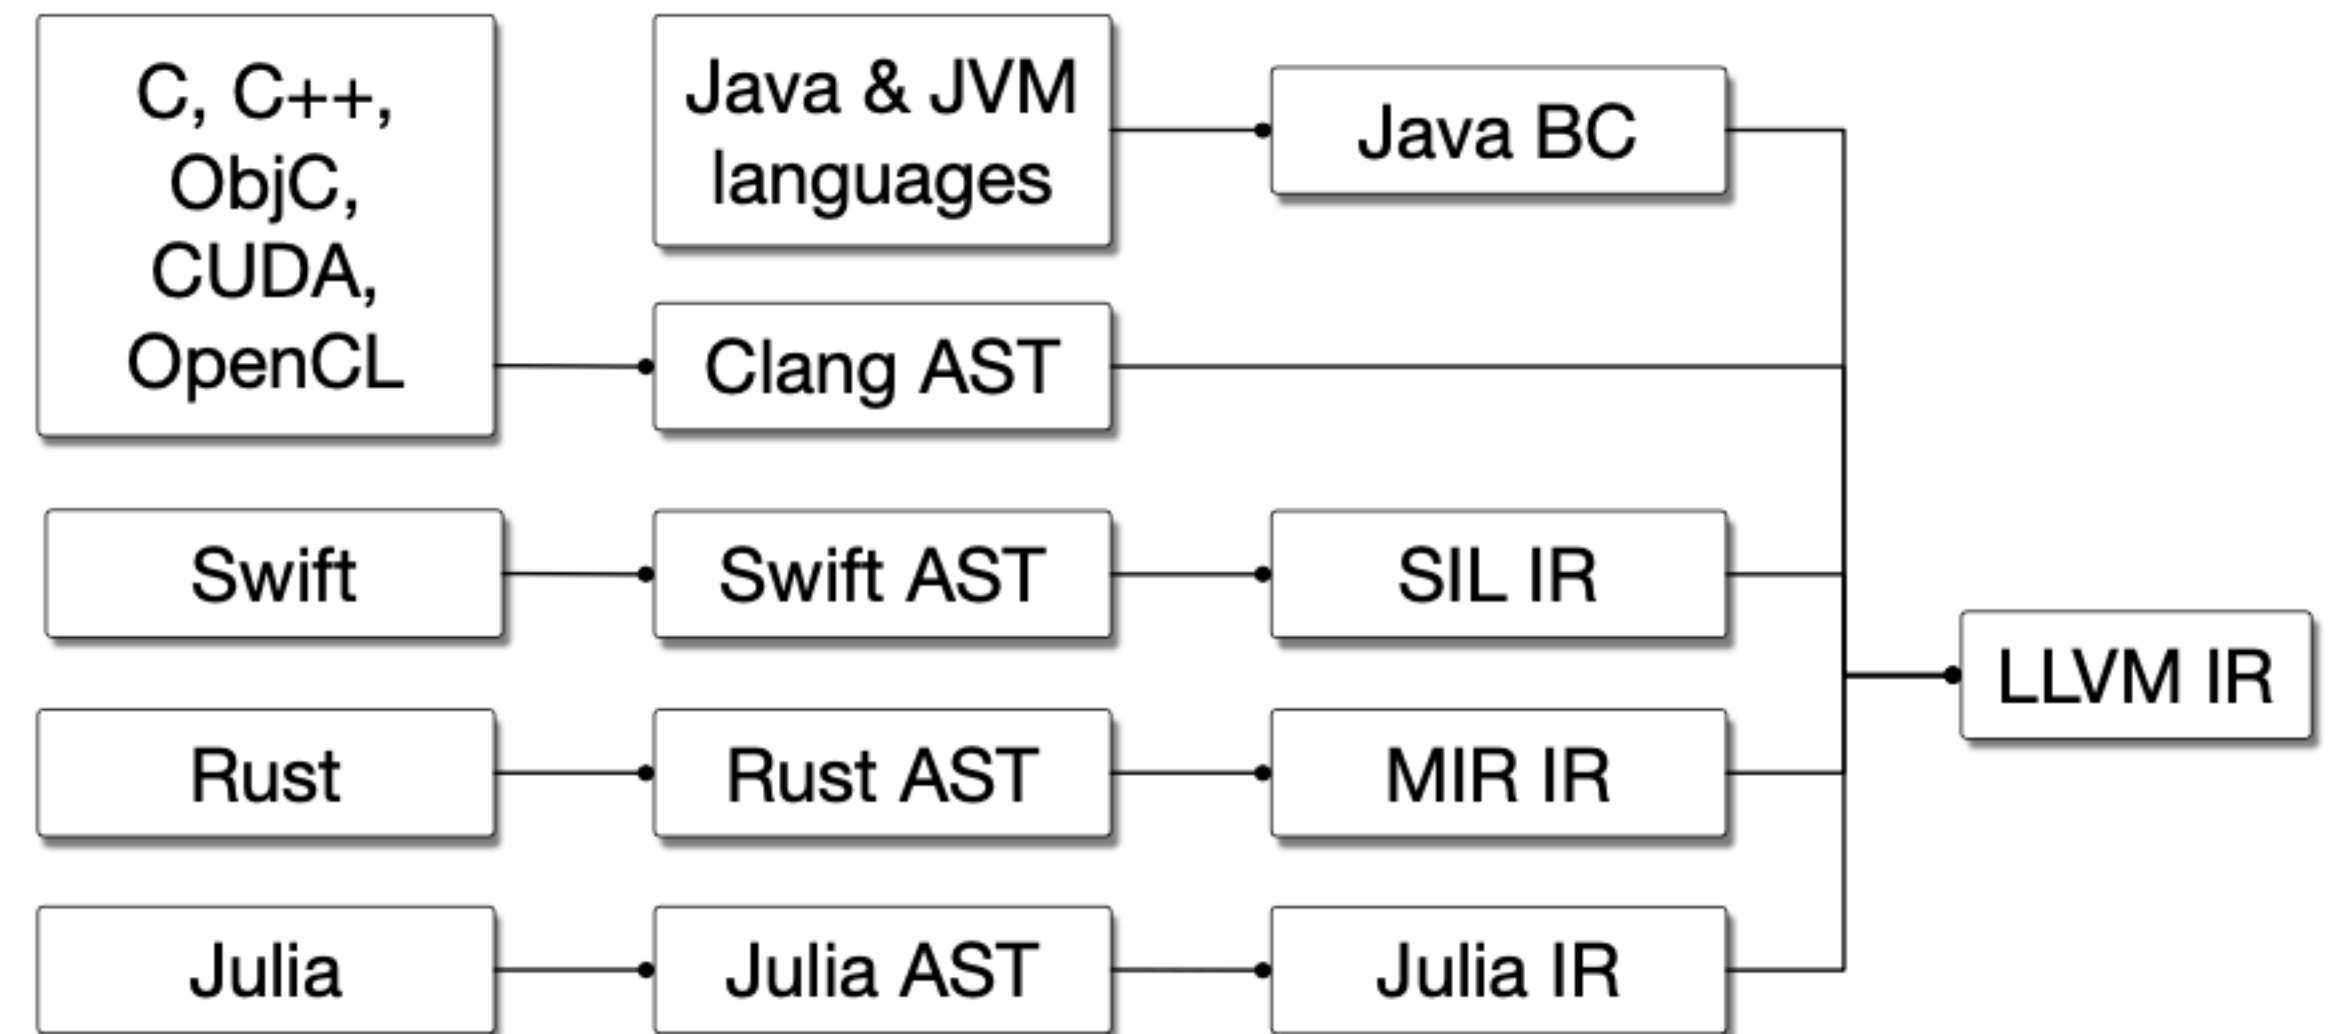 C, C++,
ObjC,
CUDA,
OpenCL
Java & JVM
languages
Java BC
Clang AST
Swift
Swift AST
SIL IR
LLVM IR
Rust
Rust AST
MIR IR
Julia
Julia AST
Julia IR